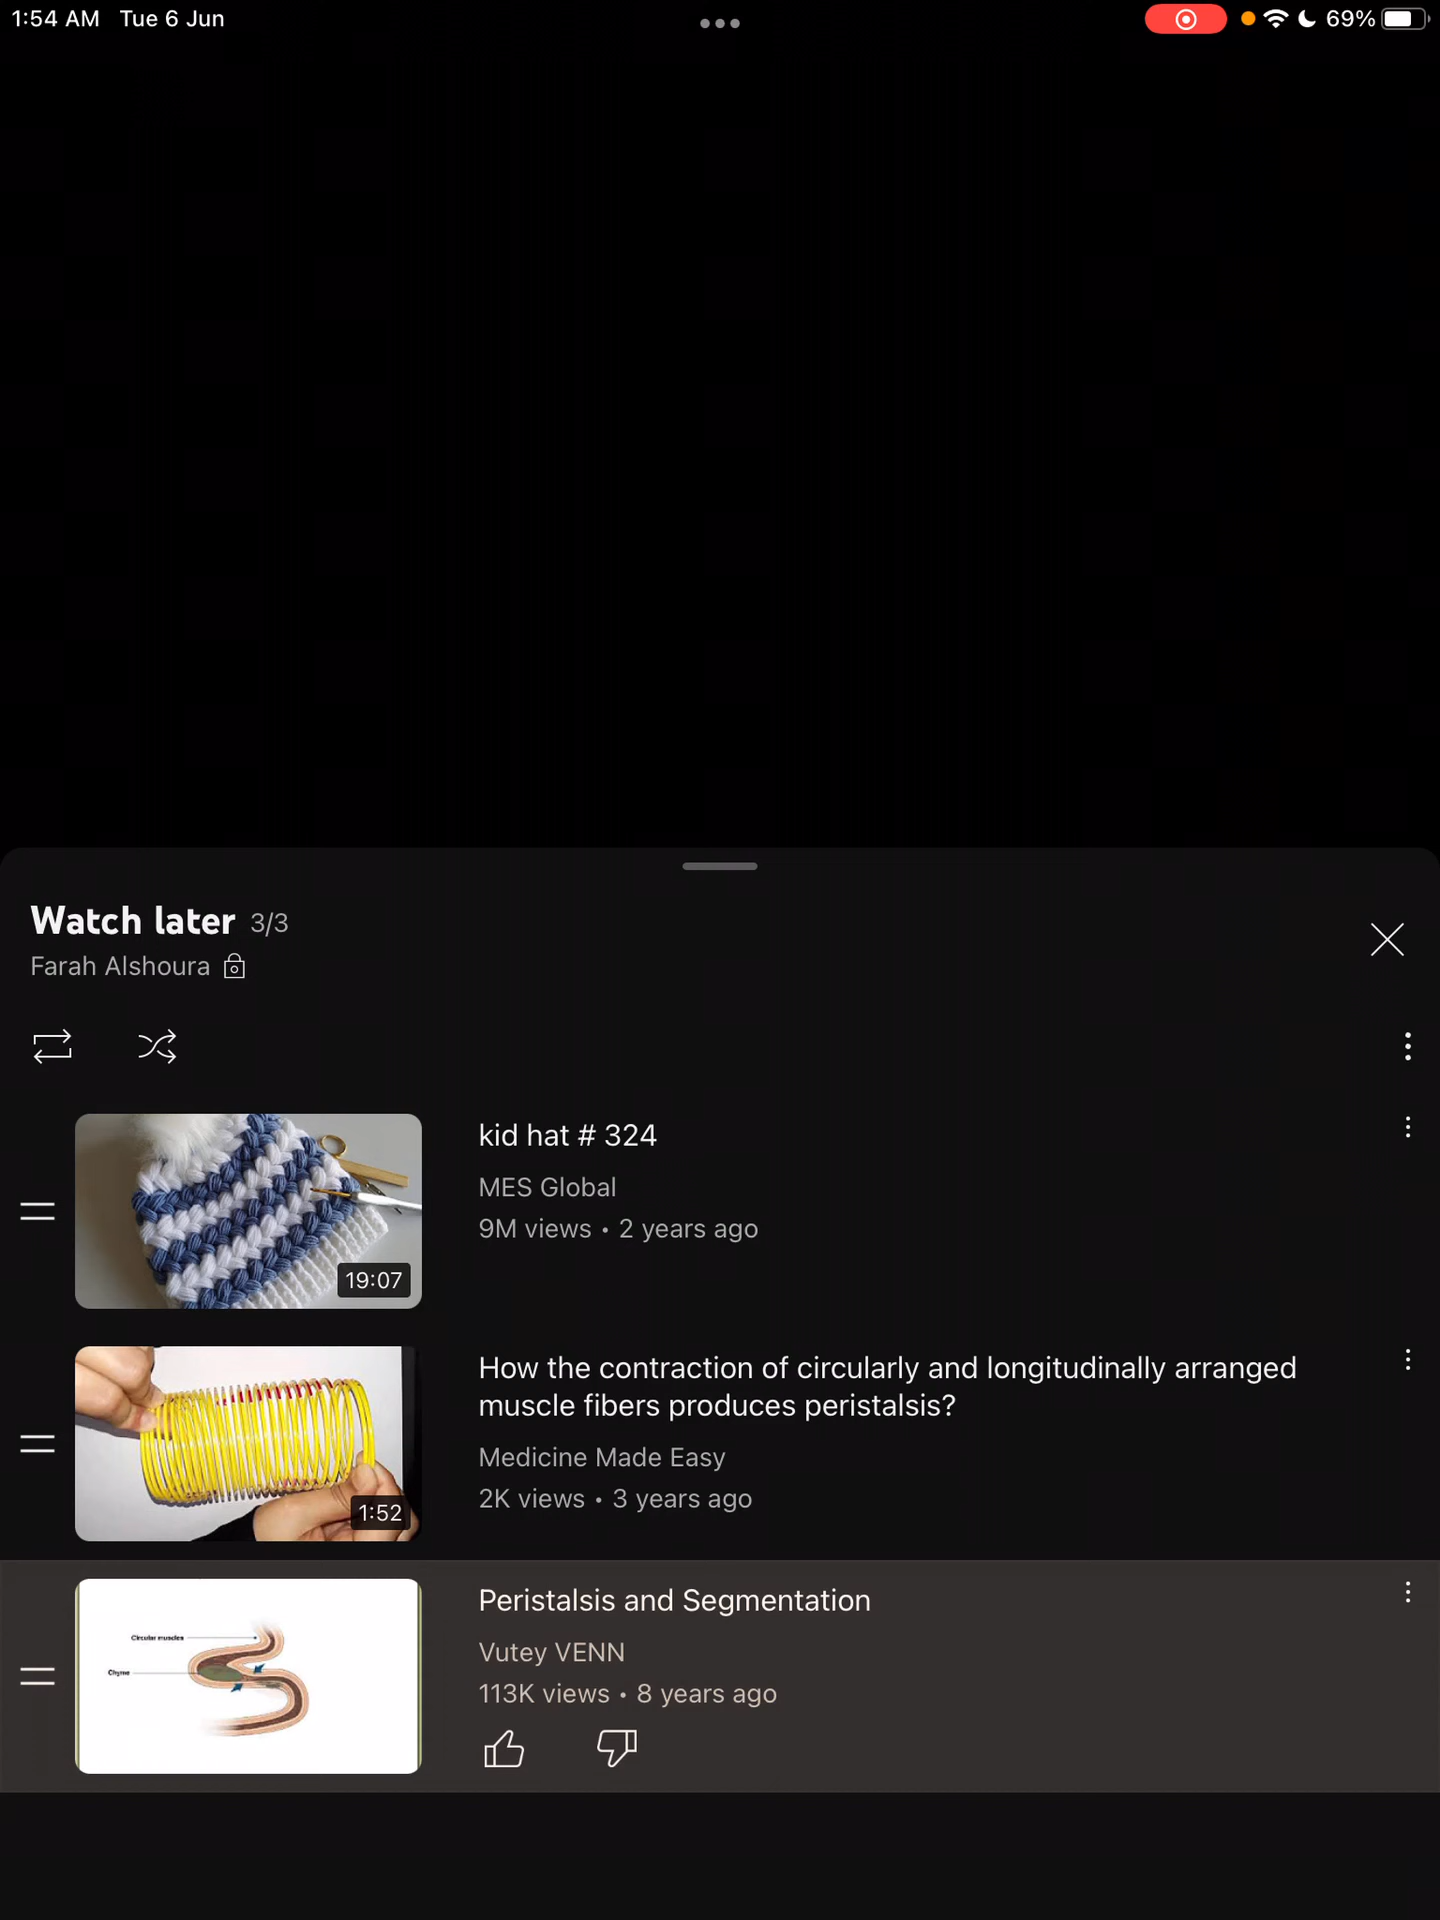 1:54 AM Tue 6 Jun
69%
Watch later 3/3
Farah Alshoura
kid hat # 324
MES Global
9M views • 2 years ago
19:07
How the contraction of circularly and longitudinally arranged
muscle fibers produces peristalsis?
Medicine Made Easy
2K views • 3 years ago
1:52
Peristalsis and Segmentation
Circular muscles
Vutey VENN
Chyme
113K views • 8 years ago